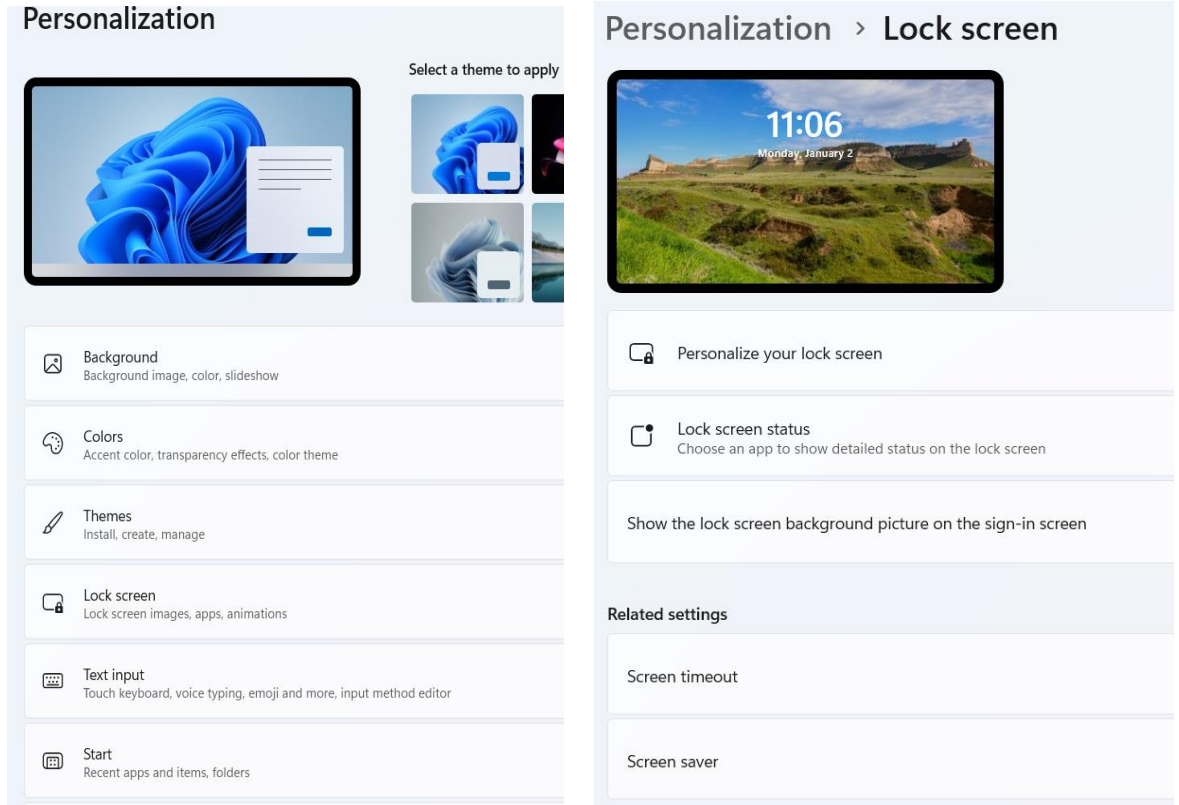 Personalization
Select a theme to apply
Background
Background image, color, slideshow
Colors
Accent color, transparency effects, color theme
Themes
Install, create, manage
Lock screen
Lock screen images, apps, animations
Text input
Touch keyboard, voice typing, emoji and more, input method editor
Start
Recent apps and items, folders
Personalization > Lock screen
11:06
Monday, January 2
Personalize your lock screen
Lock screen status
Choose an app to show detailed status on the lock screen
Show the lock screen background picture on the sign-in screen
Related settings
Screen timeout
Screen saver